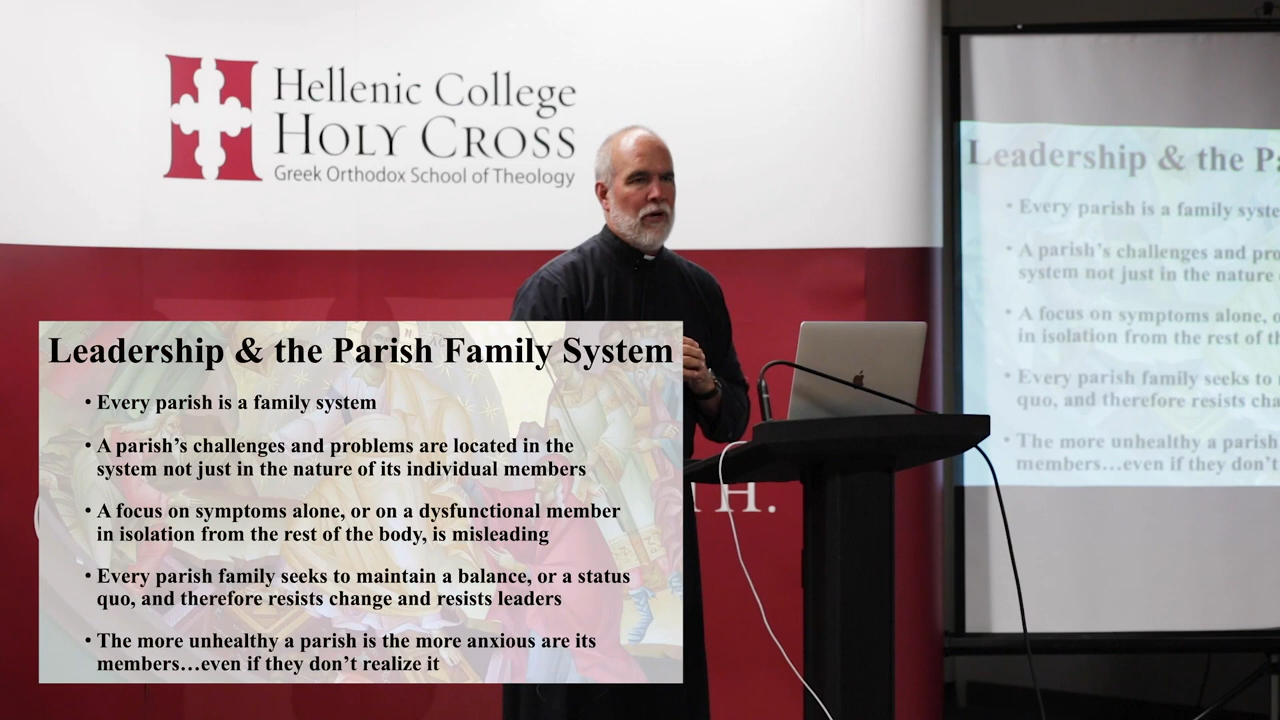 Hellenic College
Holy Cross
Greek Orthodox School of Theology
Leadership & the Parish Family System
• Every parish is a family system
• A parish’s challenges and problems are located in the
system not just in the nature of its individual members
• A focus on symptoms alone, or on a dysfunctional member
in isolation from the rest of the body, is misleading
• Every parish family seeks to maintain a balance, or a status
quo, and therefore resists change and resists leaders
• The more unhealthy a parish is the more anxious are its
members…even if they don’t realize it
TH.
Leadership & the Pa
• Every parish is a family syste
• A parish’s challenges and pro
system not just in the nature
• A focus on symptoms alone, o
in isolation from the rest of th
• Every parish family seeks to
quo, and therefore resists cha
• The more unhealthy a parish
members…even if they don’t